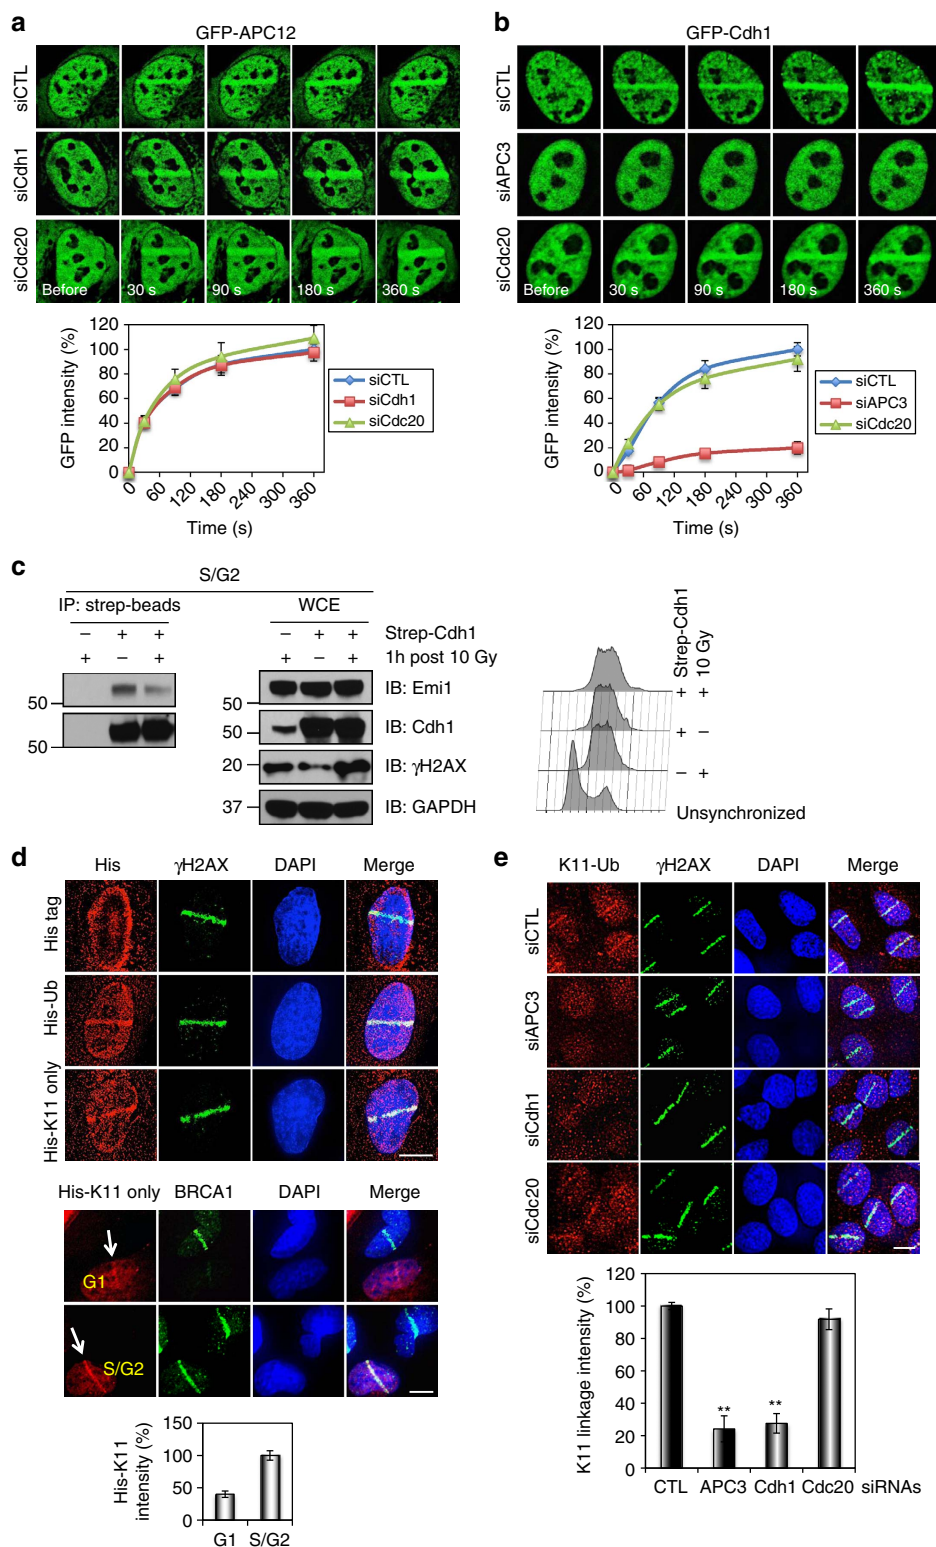 a
GFP-APC12
siCTL
siCdh1
siCdc20
Before
30 s
90 s
180 s
360 s
GFP intensity (%)
120
100
80
60
40
20
0
0
60
120
180
240
300
360
Time (s)
siCTL
siCdh1
siCdc20
b
GFP-Cdh1
siCTL
siAPC3
siCdc20
Before
30 s
90 s
180 s
360 s
GFP intensity (%)
120
100
80
60
40
20
0
0
60
120
180
240
300
360
Time (s)
siCTL
siAPC3
siCdc20
c
S/G2
IP: strep-beads
WCE
– + + – + + Strep-Cdh1
+ – + + – + 1h post 10 Gy
50
IB: Emi1
50
50
50
IB: Cdh1
20
IB: γH2AX
37
IB: GAPDH
Strep-Cdh1
10 Gy
+ +
+ –
– +
Unsynchronized
d
His γH2AX DAPI Merge
His tag
His-Ub
His-K11 only
His-K11 only BRCA1 DAPI Merge
G1
S/G2
His-K11
intensity (%)
150
100
50
0
G1 S/G2
e
K11-Ub γH2AX DAPI Merge
siCTL
siAPC3
siCdh1
siCdc20
K11 linkage intensity (%)
120
100
80
60
40
20
0
**
**
CTL APC3 Cdh1 Cdc20 siRNAs